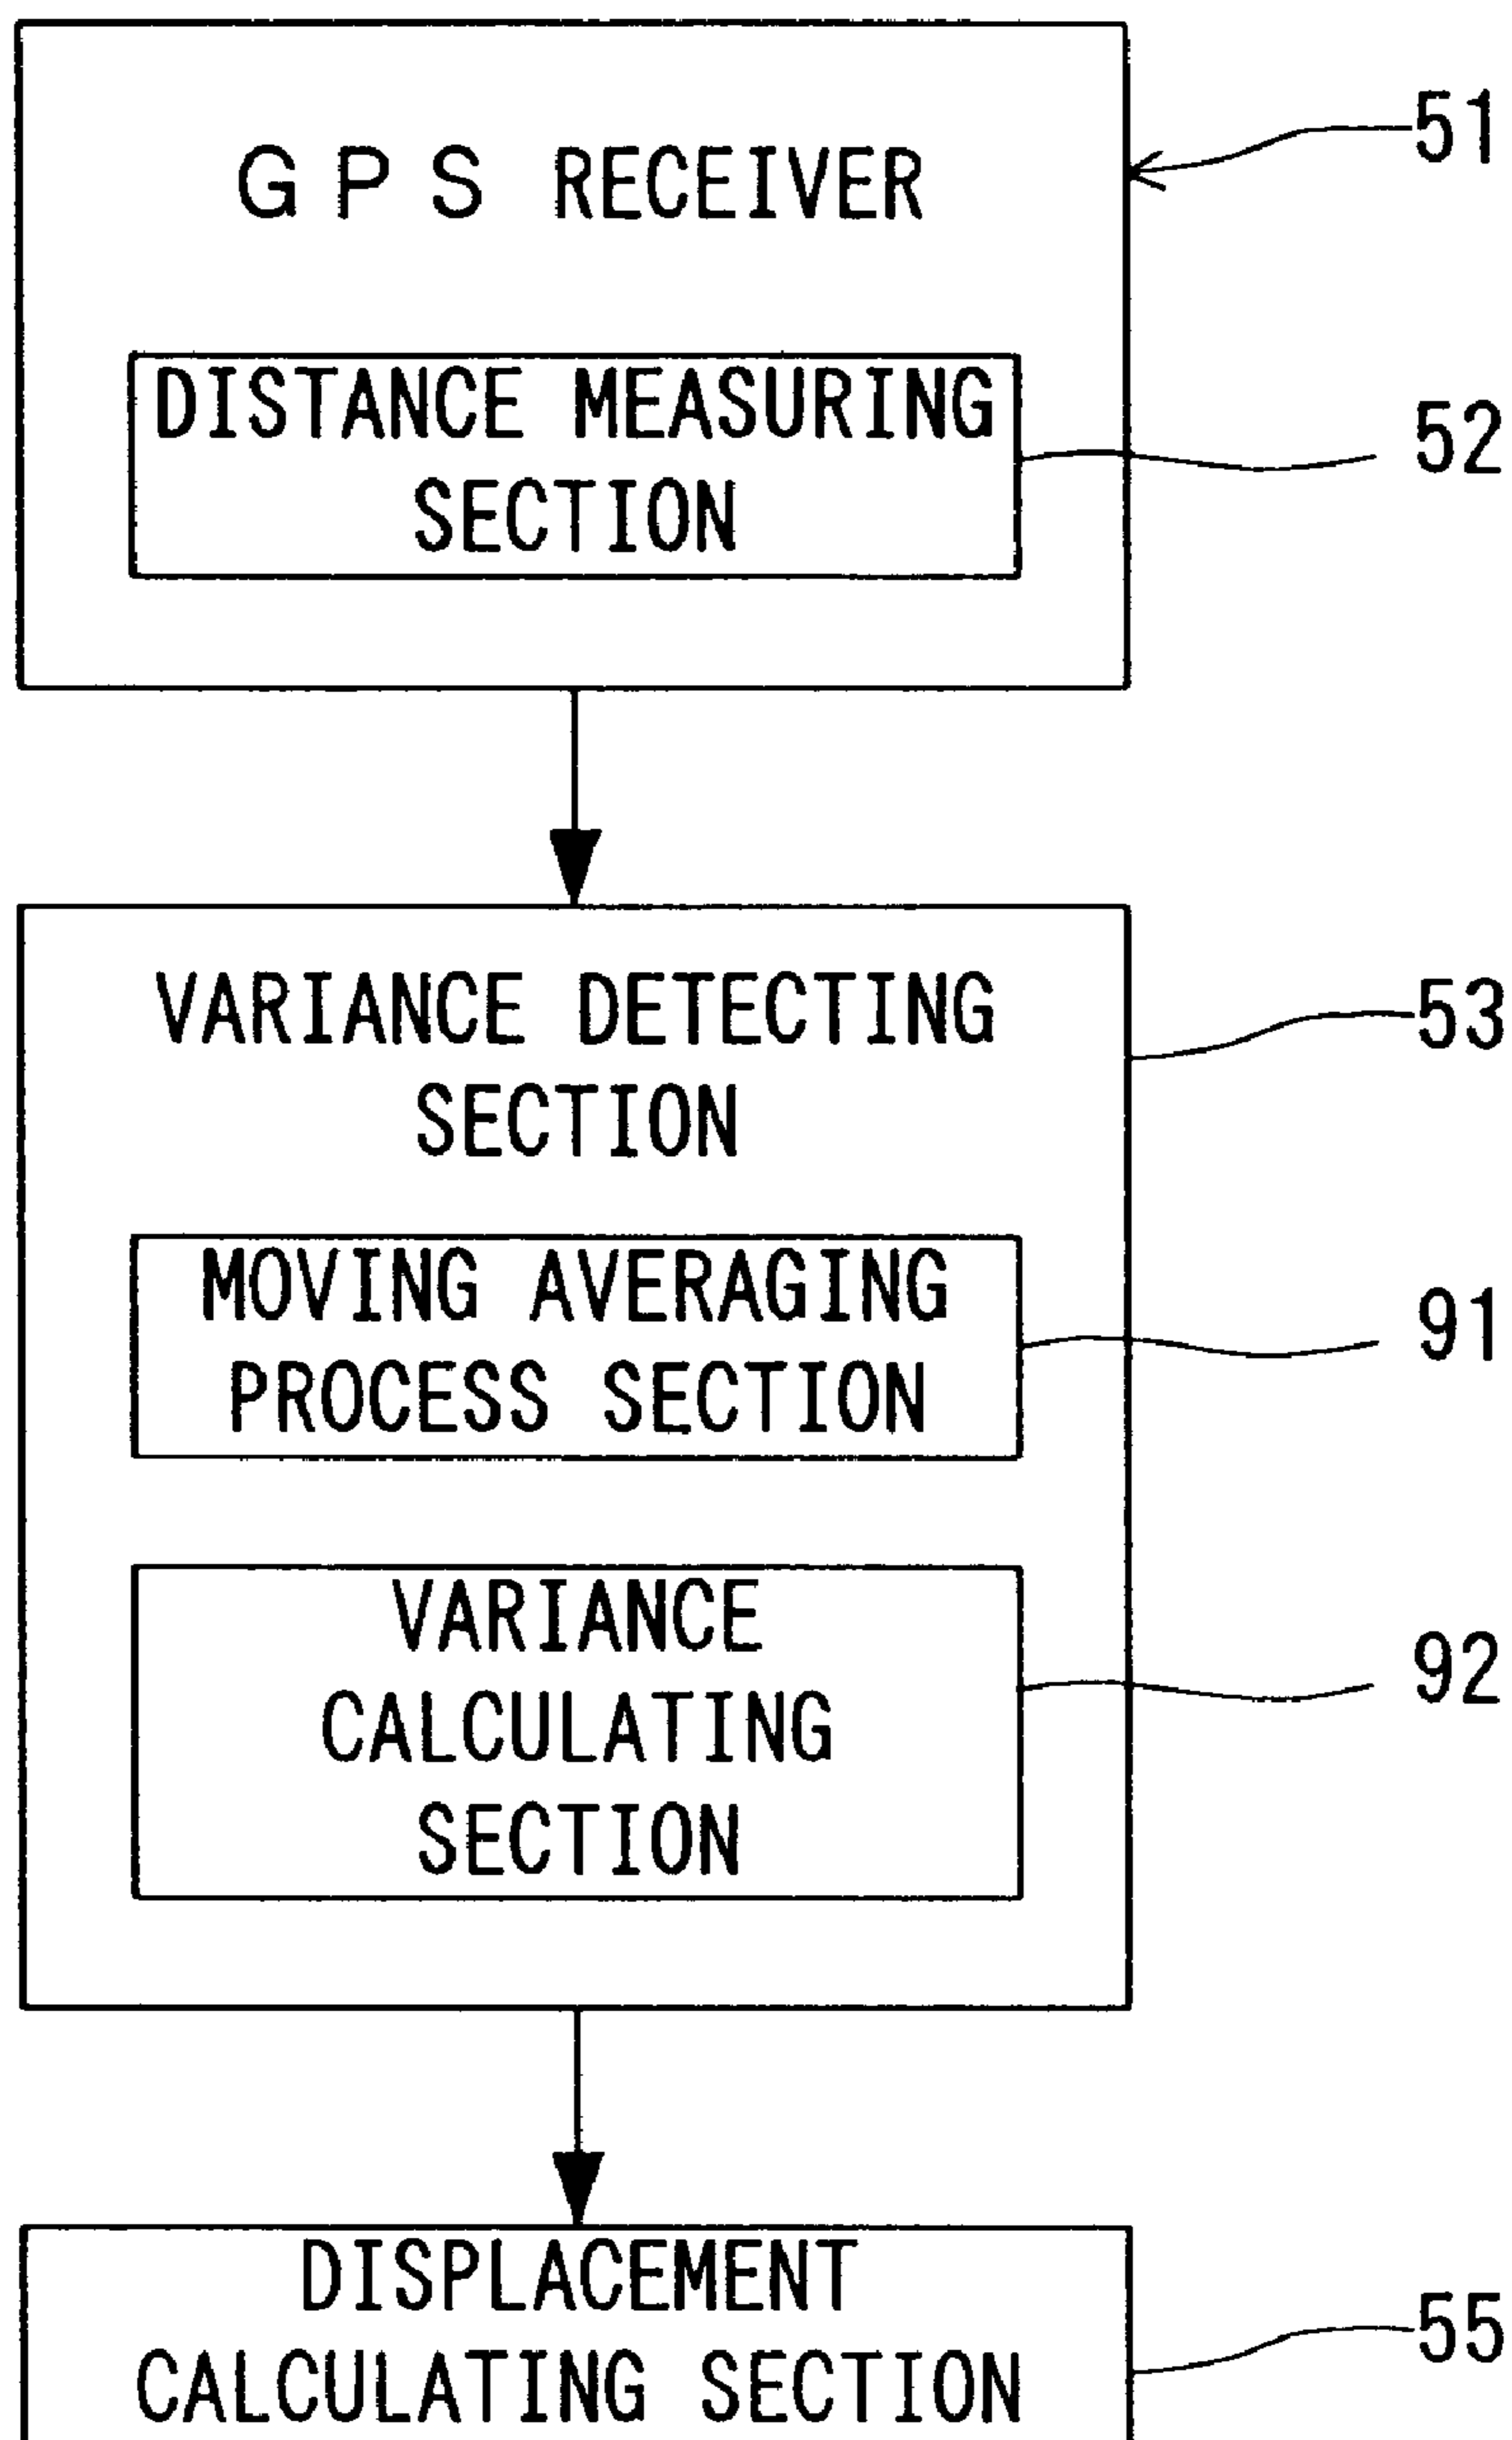 GPS RECEIVER
51
DISTANCE MEASURING
52
SECTION
VARIANCE DETECTING
53
SECTION
MOVING AVERAGING
91
PROCESS SECTION
VARIANCE
92
CALCULATING
SECTION
DISPLACEMENT
55
CALCULATING SECTION